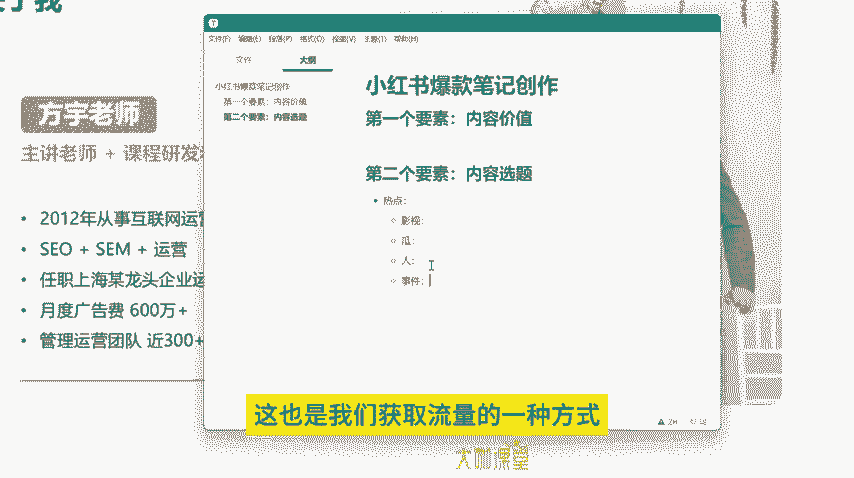 于我
方宇老师
主讲老师 + 课程研发
• 2012年从事互联网运营
• SEO + SEM + 运营
• 任职上海某龙头企业运
• 月度广告费 600万+
• 管理运营团队 近300+
T
文件(F) 编辑(E) 段落(P) 格式(O) 视图(V) 主题(T) 帮助(H)
文件 大纲
小红书爆款笔记创作
第一个要素：内容价值
第二个要素：内容选题
小红书爆款笔记创作
第一个要素：内容价值
第二个要素：内容选题
• 热点：
◦ 影视：
◦ 瓜：
◦ 人：
◦ 事件：
这也是我们获取流量的一种方式